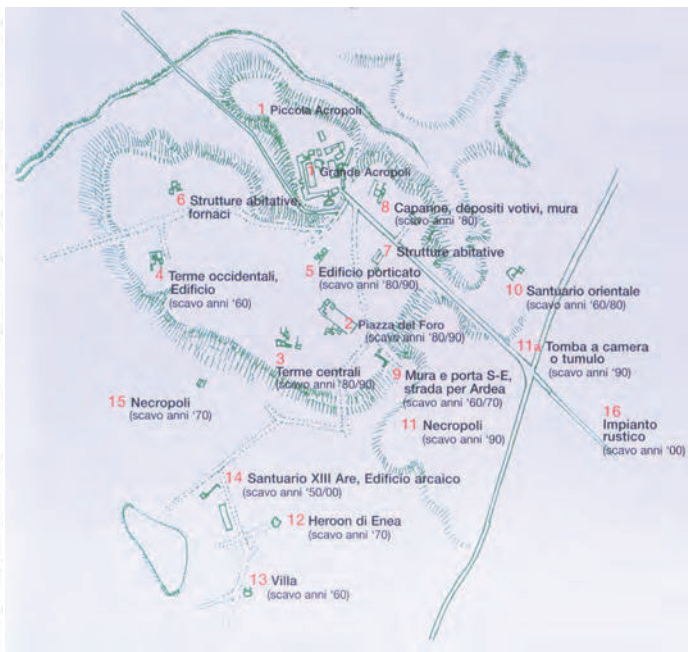 1 Piccola Acropoli
1 Grande Acropoli
6 Strutture abitative,
fornaci
8 Capanne, depositi votivi, mura
(scavo anni '80)
7 Strutture abitative
4 Terme occidentali,
Edificio
(scavo anni '60)
5 Edificio porticato
(scavo anni '80/90)
10 Santuario orientale
(scavo anni '60/80)
2 Piazza del Foro
(scavo anni '80/90)
3
Terme centrali
(scavo anni '80/90)
11a Tomba a camera
o tumulo
(scavo anni '90)
9 Mura e porta S-E,
strada per Ardea
(scavo anni '60/70)
15 Necropoli
(scavo anni '70)
11 Necropoli
(scavo anni '90)
16
Impianto
rustico
(scavo anni '00)
14 Santuario XIII Are, Edificio arcaico
(scavo anni '50/00)
12 Heroon di Enea
(scavo anni '70)
13 Villa
(scavo anni '60)